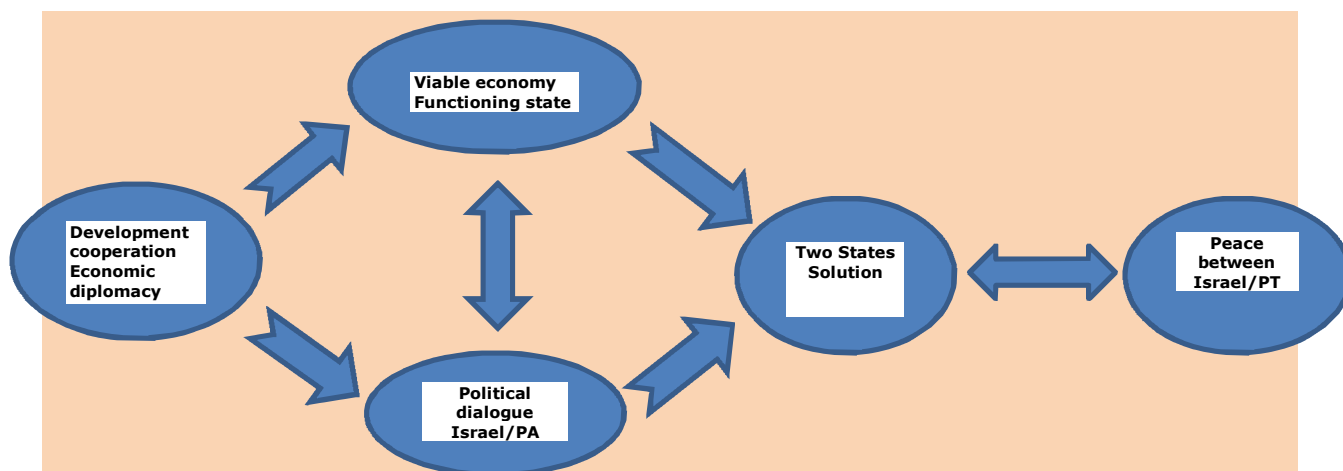 Viable economy
Functioning state
Development
cooperation
Economic
diplomacy
Two States
Solution
Peace
between
Israel/PT
Political
dialogue
Israel/PA